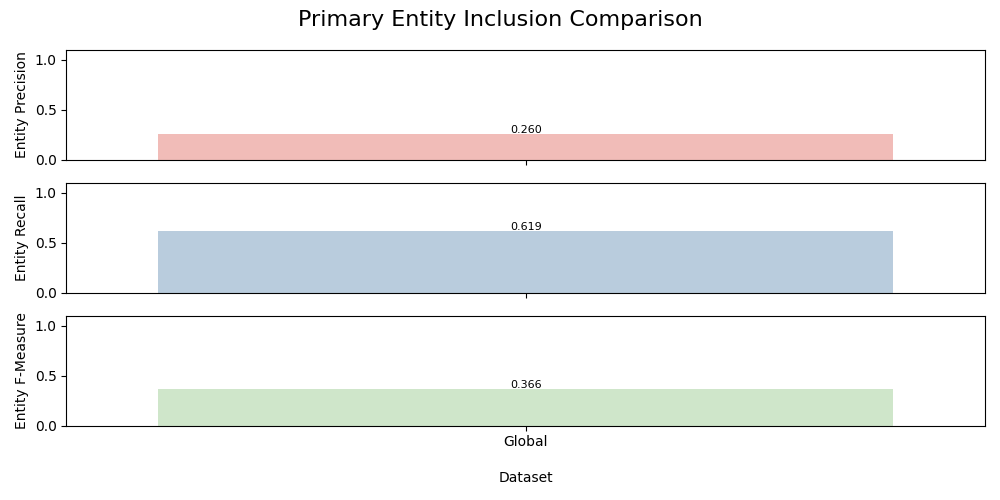 Primary Entity Inclusion Comparison
Entity Precision
1.0
0.5
0.0
0.260
Entity Recall
1.0
0.5
0.0
0.619
Entity F-Measure
1.0
0.5
0.0
0.366
Global
Dataset